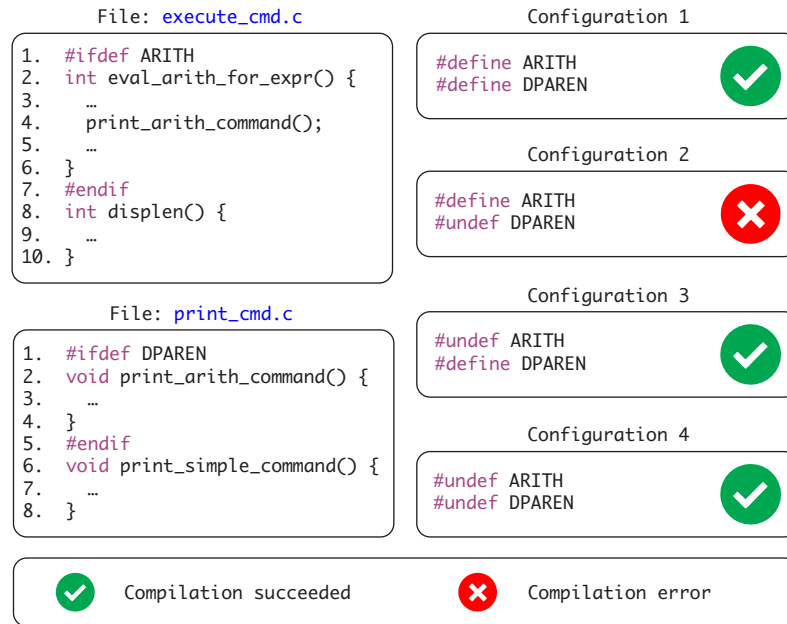 File: execute_cmd.c
1. #ifdef ARITH
2. int eval_arith_for_expr() {
3. …
4. print_arith_command();
5. …
6. }
7. #endif
8. int displen() {
9. …
10. }
File: print_cmd.c
1. #ifdef DPAREN
2. void print_arith_command() {
3. …
4. }
5. #endif
6. void print_simple_command() {
7. …
8. }
Configuration 1
#define ARITH
#define DPAREN
Configuration 2
#define ARITH
#undef DPAREN
Configuration 3
#undef ARITH
#define DPAREN
Configuration 4
#undef ARITH
#undef DPAREN
Compilation succeeded
Compilation error